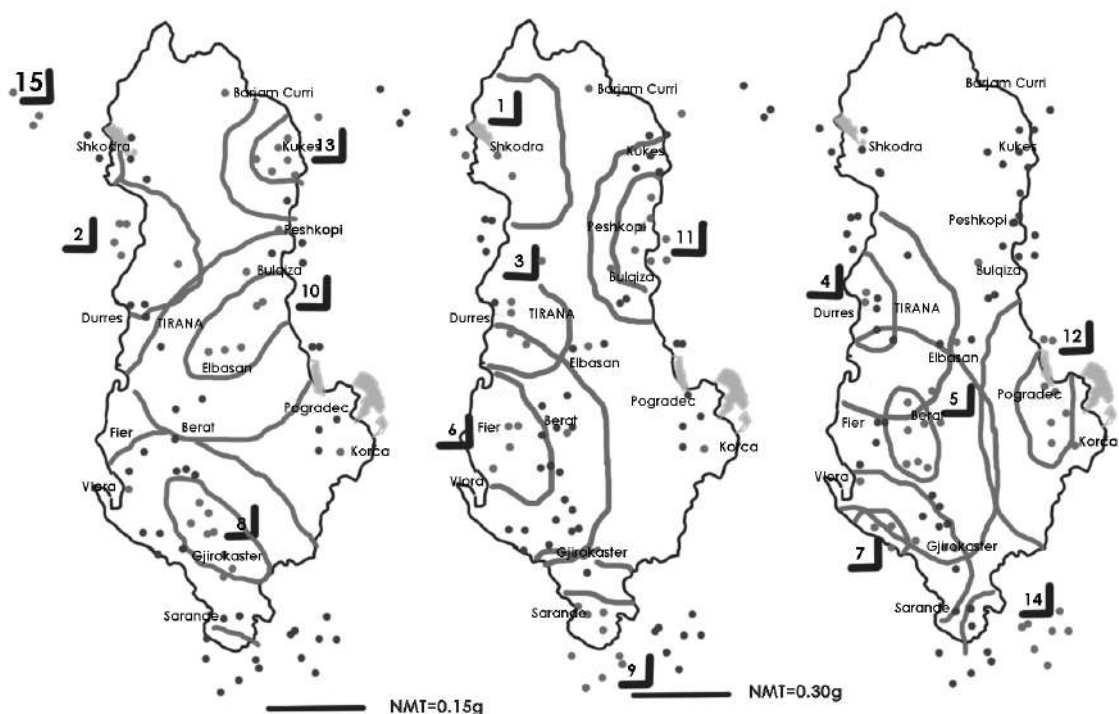 15
Barjam Curri
13
Kukes
Shkodra
2
Peshkopi
Bulqiza
10
Durres
TIRANA
Elbasan
Pogradec
Fier
Berat
Korca
Vlora
8
Gjirokaster
Sarande
NMT=0.15g
1
Barjam Curri
Shkodra
Kukes
Peshkopi
11
3
Bulqiza
TIRANA
Durres
Elbasan
Pogradec
6
Fier
Berat
Korca
Vlora
Gjirokaster
Sarande
9
NMT=0.30g
Barjam Curri
Shkodra
Kukes
Peshkopi
Bulqiza
4
Durres
TIRANA
12
Elbasan
Pogradec
5
Fier
Berat
Korca
Vlora
Gjirokaster
7
Sarande
14